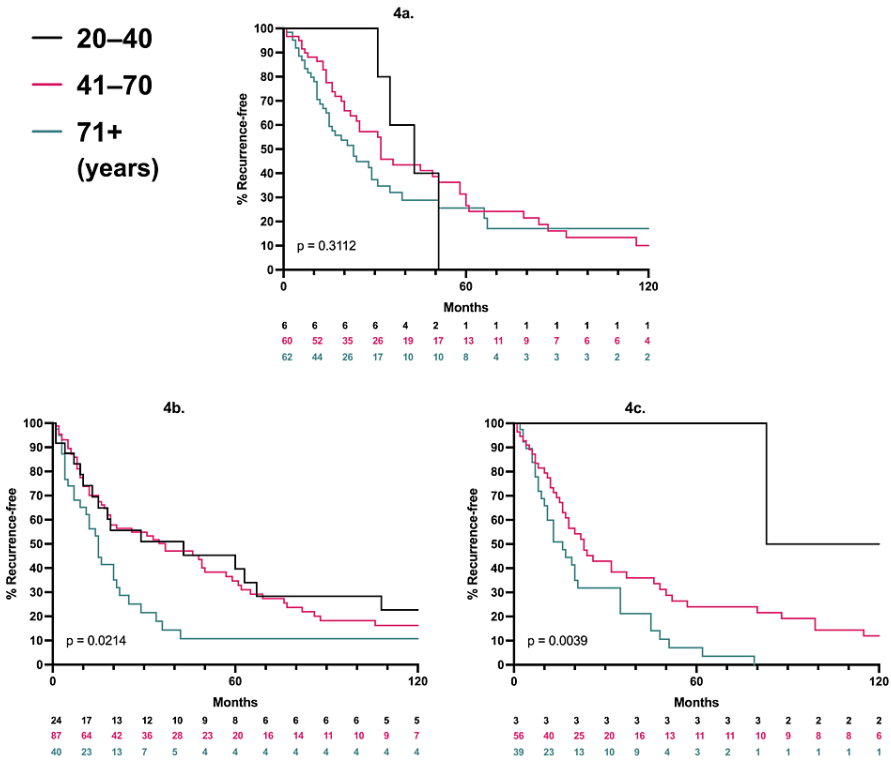 4a.
20–40
41–70
71+
(years)
% Recurrence-free
100
90
80
70
60
50
40
30
20
10
0
p = 0.3112
0 60 120
Months
6 6 6 6 4 2 1 1 1 1 1 1 1
60 52 35 26 19 17 13 11 9 7 6 6 4
62 44 26 17 10 10 8 4 3 3 3 2 2
4b.
% Recurrence-free
100
90
80
70
60
50
40
30
20
10
0
p = 0.0214
0 60 120
Months
24 17 13 12 10 9 8 6 6 6 6 5 5
87 64 42 36 28 23 20 16 14 11 10 9 7
40 23 13 7 5 4 4 4 4 4 4 4 4
4c.
% Recurrence-free
100
90
80
70
60
50
40
30
20
10
0
p = 0.0039
0 60 120
Months
3 3 3 3 3 3 3 3 3 2 2 2 2
56 40 25 20 16 13 11 11 10 9 8 8 6
39 23 13 10 9 4 3 2 1 1 1 1 1